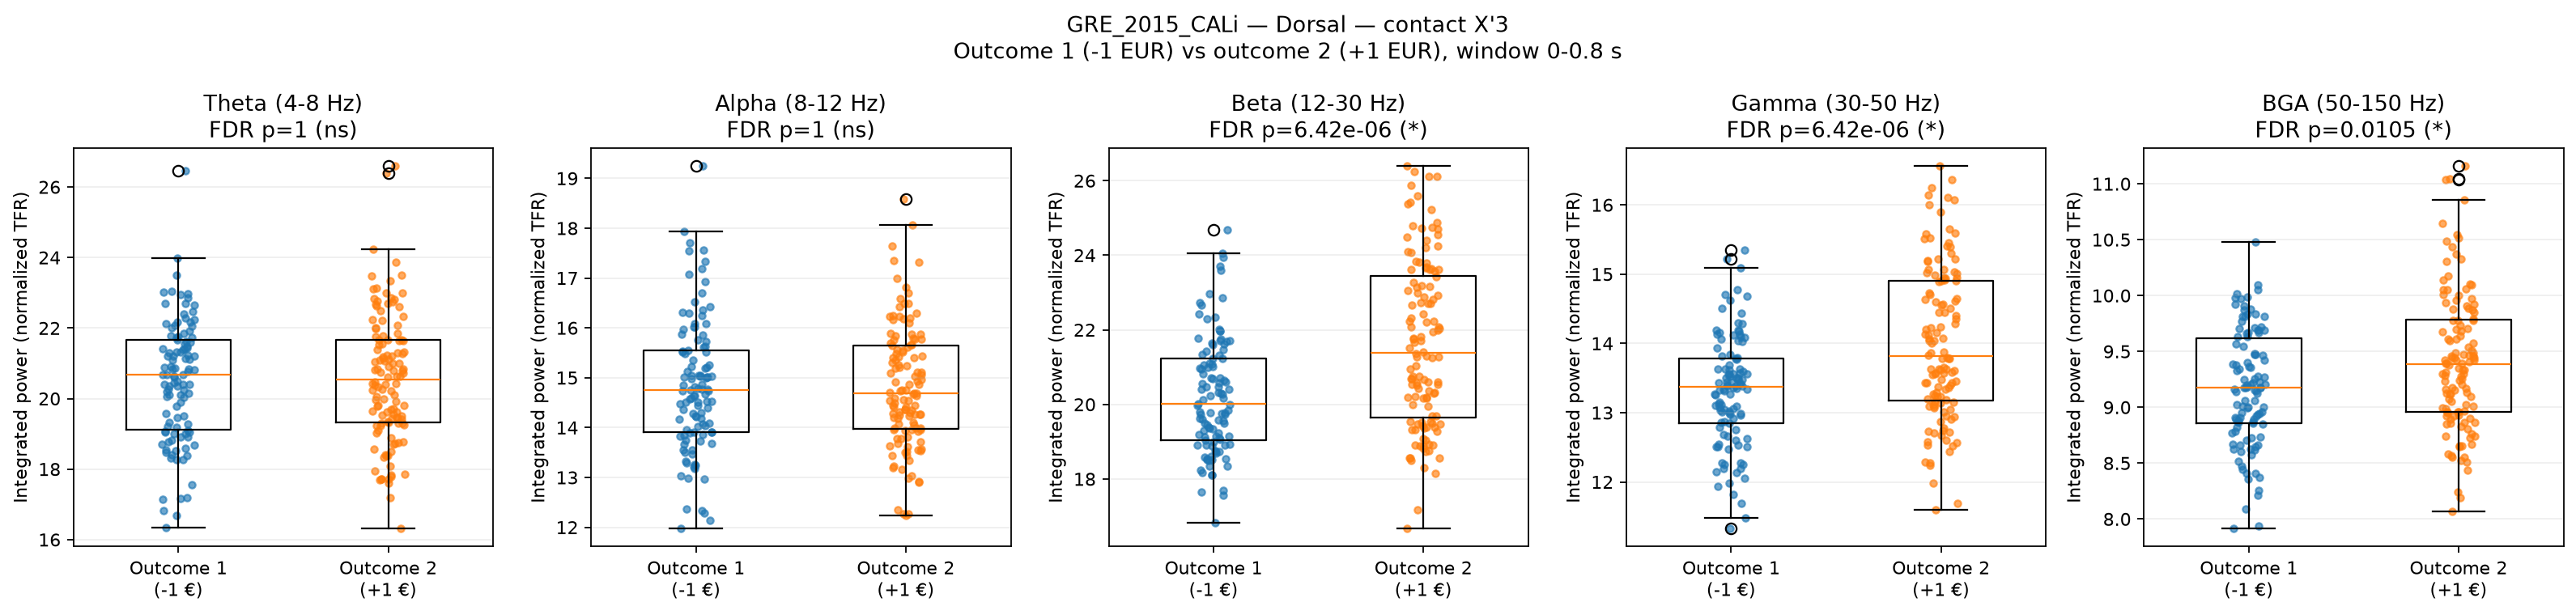 GRE_2015_CALi — Dorsal — contact X'3
Outcome 1 (-1 EUR) vs outcome 2 (+1 EUR), window 0-0.8 s
Theta (4-8 Hz)
FDR p=1 (ns)
Integrated power (normalized TFR)
26
24
22
20
18
16
Outcome 1
(-1 €)
Outcome 2
(+1 €)
Alpha (8-12 Hz)
FDR p=1 (ns)
Integrated power (normalized TFR)
19
18
17
16
15
14
13
12
Outcome 1
(-1 €)
Outcome 2
(+1 €)
Beta (12-30 Hz)
FDR p=6.42e-06 (*)
Integrated power (normalized TFR)
26
24
22
20
18
Outcome 1
(-1 €)
Outcome 2
(+1 €)
Gamma (30-50 Hz)
FDR p=6.42e-06 (*)
Integrated power (normalized TFR)
16
15
14
13
12
Outcome 1
(-1 €)
Outcome 2
(+1 €)
BGA (50-150 Hz)
FDR p=0.0105 (*)
Integrated power (normalized TFR)
11.0
10.5
10.0
9.5
9.0
8.5
8.0
Outcome 1
(-1 €)
Outcome 2
(+1 €)